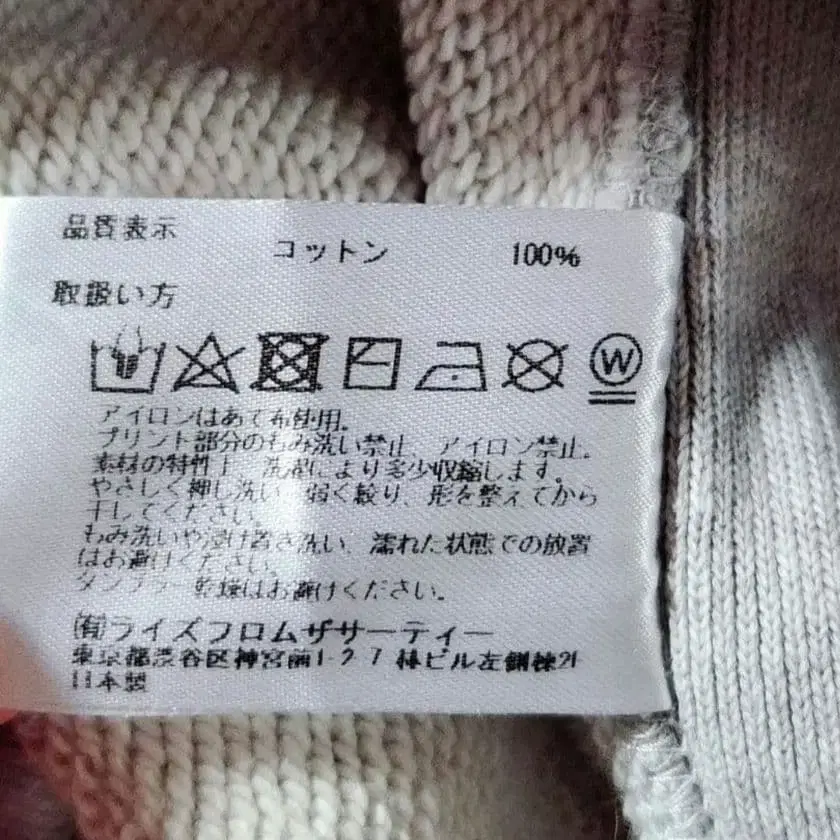 品質表示
コットン 100%
取扱い方
W
アイロンはあて布使用。
プリント部分のもみ洗い禁止、アイロン禁止。
素材の特性上、洗濯により多少収縮します。
やさしく押し洗い、弱く絞り、形を整えてから
干してください。
もみ洗いや浸け置き洗い、濡れた状態での放置
はお避けください。
タンブラー乾燥はお避けください。
(有)ライズフロムザサーティー
東京都渋谷区神宮前1-2-7 林ビル左側棟2F
日本製